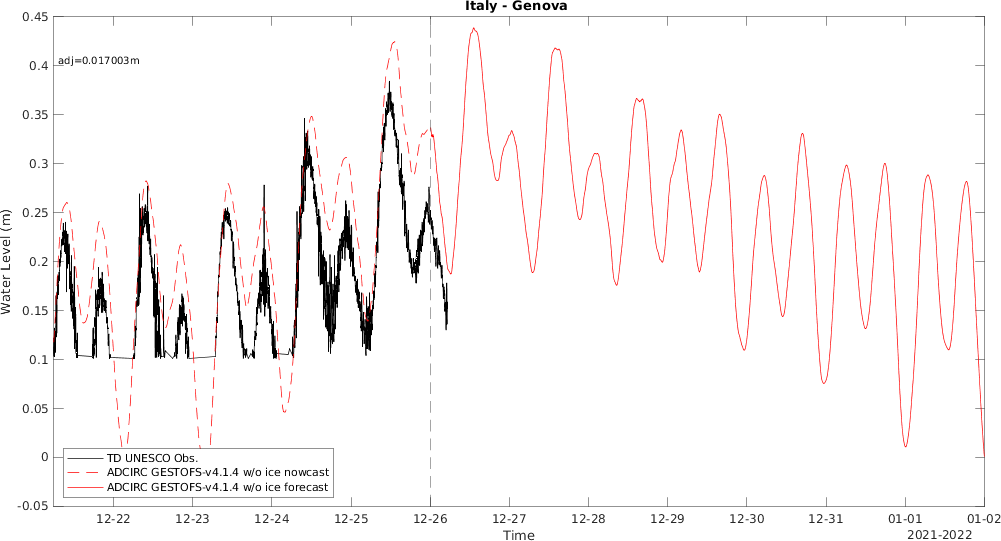 Italy - Genova
adj=0.017003m
Water Level (m)
0.45
0.4
0.35
0.3
0.25
0.2
0.15
0.1
0.05
0
-0.05
TD UNESCO Obs.
ADCIRC GESTOFS-v4.1.4 w/o ice nowcast
ADCIRC GESTOFS-v4.1.4 w/o ice forecast
12-22 12-23 12-24 12-25 12-26 12-27 12-28 12-29 12-30 12-31 01-01 01-02
Time
2021-2022